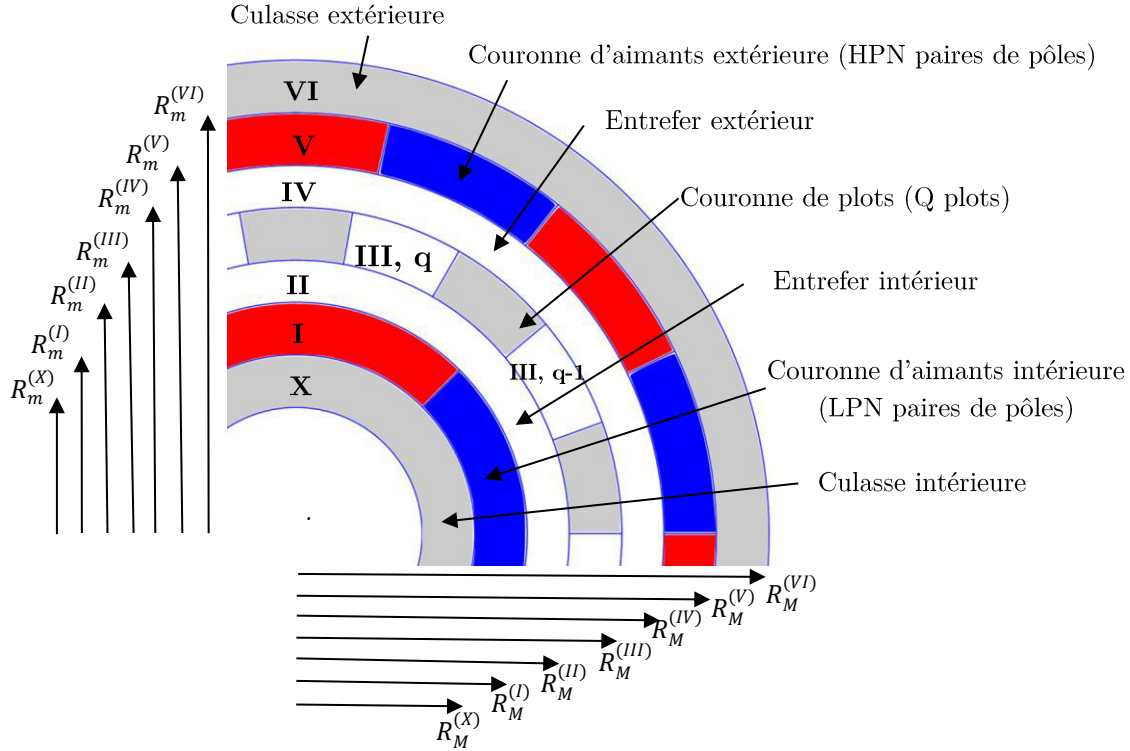 Culasse extérieure
Couronne d'aimants extérieure (HPN paires de pôles)
Entrefer extérieur
Couronne de plots (Q plots)
Entrefer intérieur
Couronne d'aimants intérieure
(LPN paires de pôles)
Culasse intérieure
VI
V
IV
III, q
II
I
III, q-1
X
R_m^{(VI)}
R_m^{(V)}
R_m^{(IV)}
R_m^{(III)}
R_m^{(II)}
R_m^{(I)}
R_m^{(X)}
R_M^{(VI)}
R_M^{(V)}
R_M^{(IV)}
R_M^{(III)}
R_M^{(II)}
R_M^{(I)}
R_M^{(X)}